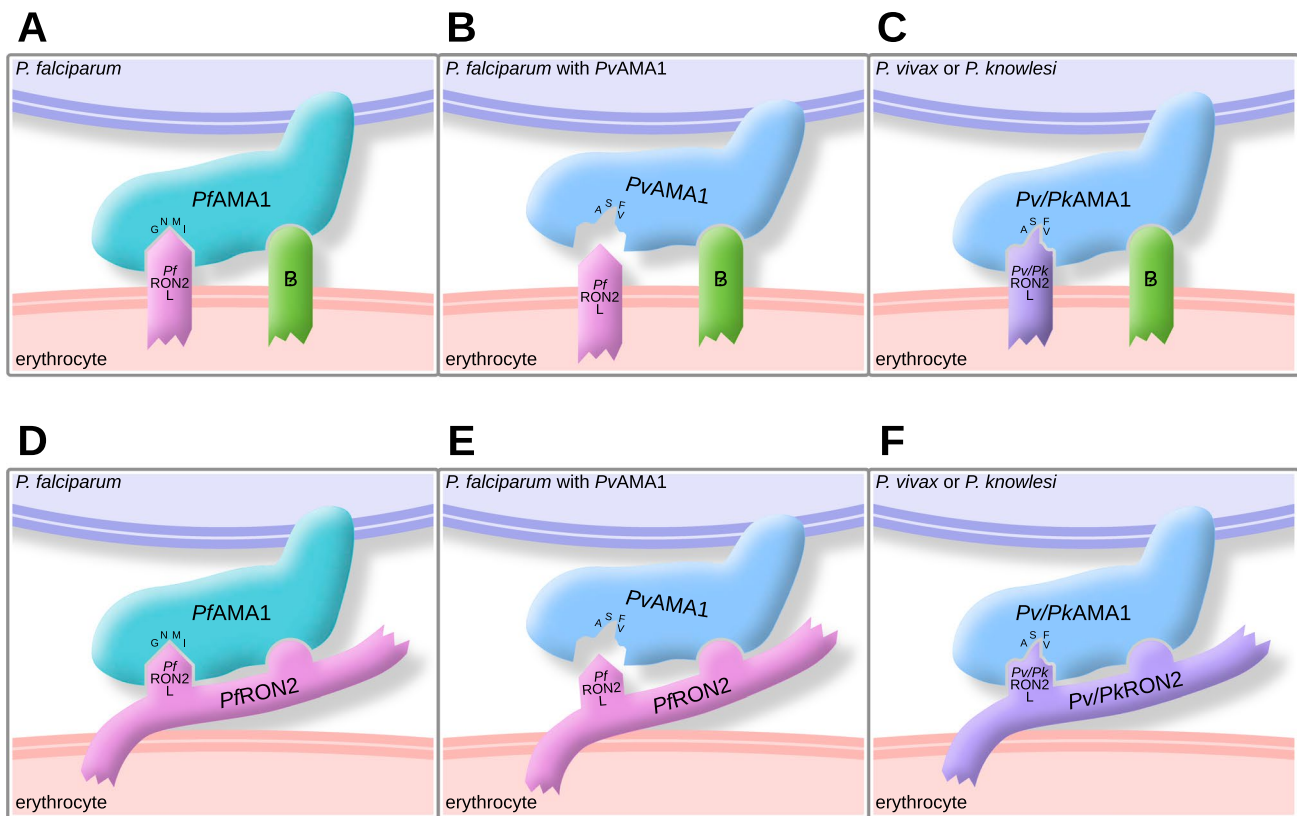 A
B
C
P. falciparum
P. falciparum with PvAMA1
P. vivax or P. knowlesi
PfAMA1
G N M I
Pf
RON2
L
B
erythrocyte
PvAMA1
A S F V
Pf
RON2
L
B
erythrocyte
Pv/PkAMA1
A S F V
Pv/Pk
RON2
L
B
erythrocyte
D
E
F
P. falciparum
P. falciparum with PvAMA1
P. vivax or P. knowlesi
PfAMA1
G N M I
Pf
RON2
L
PfRON2
erythrocyte
PvAMA1
A S F V
Pf
RON2
L
PfRON2
erythrocyte
Pv/PkAMA1
A S F V
Pv/Pk
RON2
L
Pv/PkRON2
erythrocyte